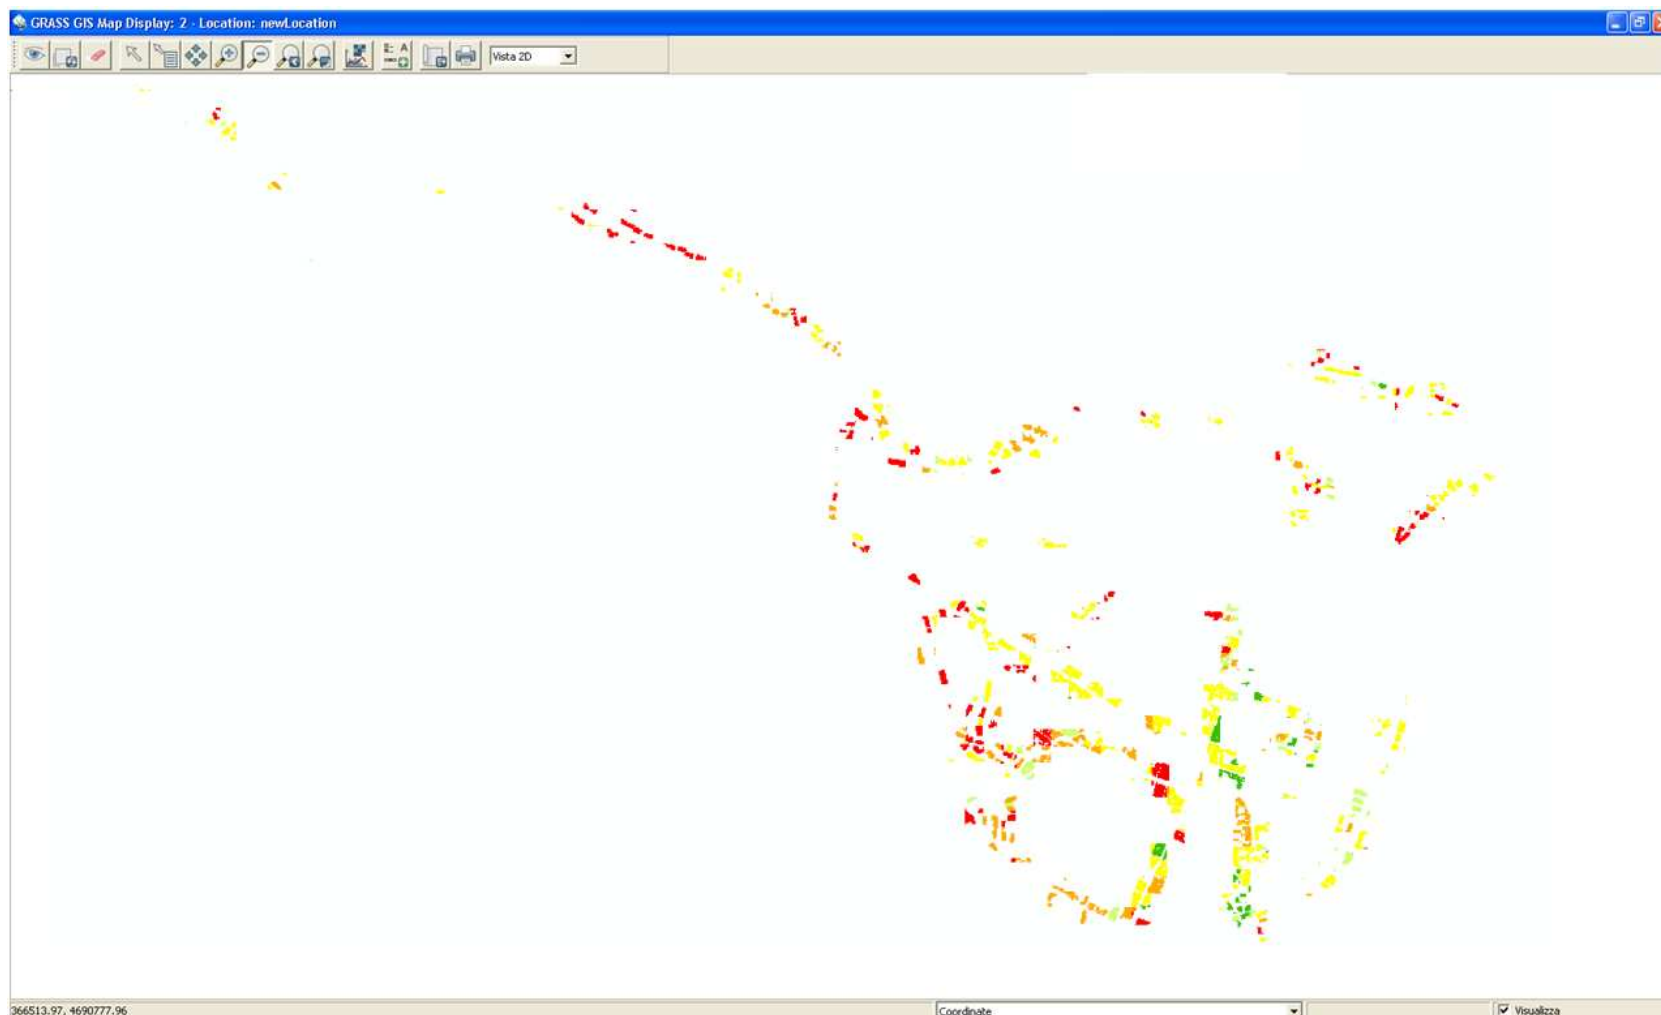 GRASS GIS Map Display: 2 - Location: newLocation
Vista 2D
366513.97, 4690777.96
Coordinate
Visualizza